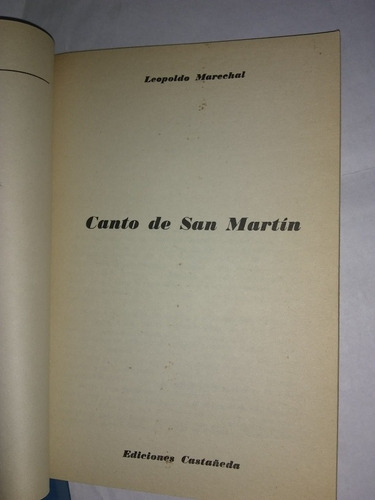 Leopoldo Marechal
Canto de San Martín
Ediciones Castañeda